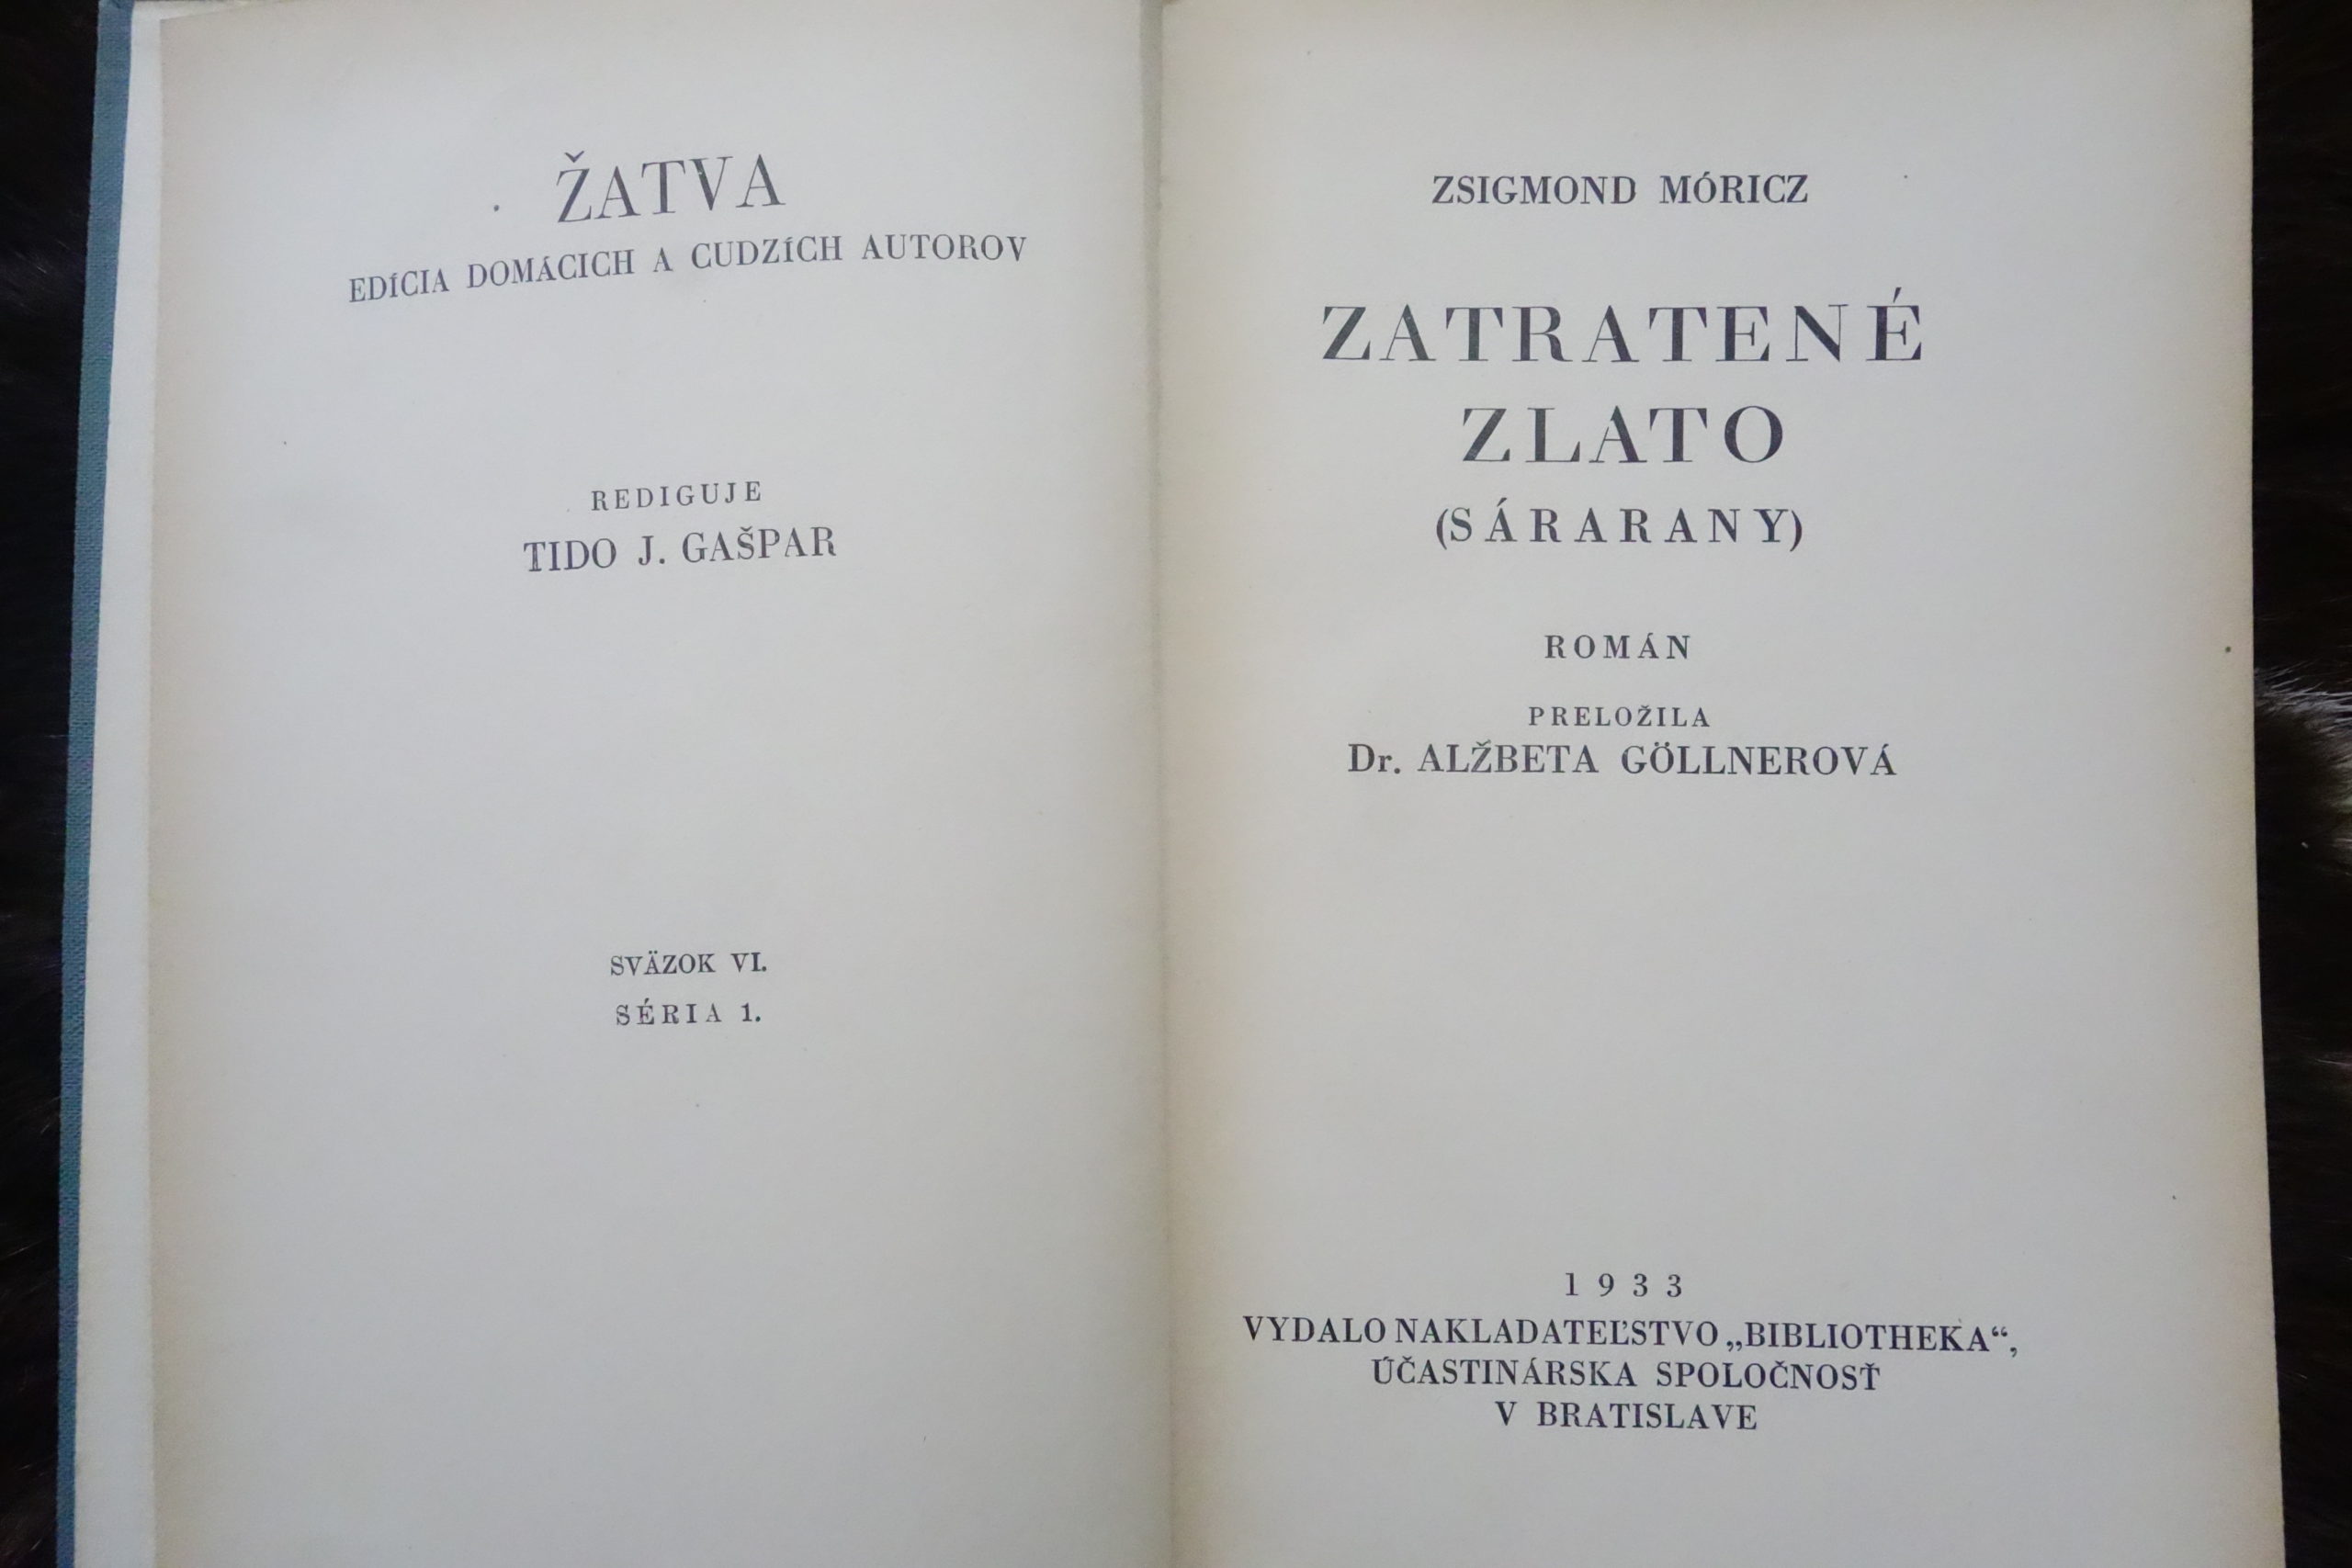 ŽATVA
EDÍCIA DOMÁCICH A CUDZÍCH AUTOROV
REDIGUJE
TIDO J. GAŠPAR
SVÄZOK VI.
SÉRIA 1.
ZSIGMOND MÓRICZ
ZATRATENÉ
ZLATO
(SÁRARANY)
ROMÁN
PRELOŽILA
Dr. ALŽBETA GÖLLNEROVÁ
1933
VYDALO NAKLADATEĽSTVO „BIBLIOTHEKA“,
ÚČASTINÁRSKA SPOLOČNOSŤ
V BRATISLAVE